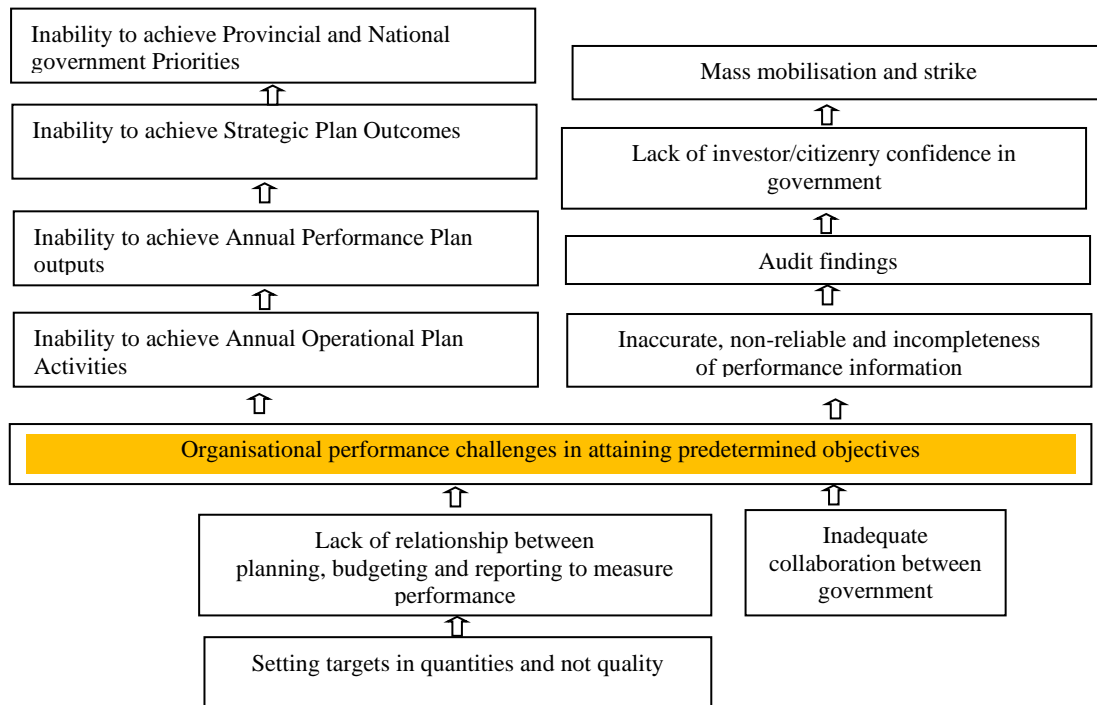 Inability to achieve Provincial and National
government Priorities
Mass mobilisation and strike
Inability to achieve Strategic Plan Outcomes
Lack of investor/citizenry confidence in
government
Inability to achieve Annual Performance Plan
outputs
Audit findings
Inability to achieve Annual Operational Plan
Activities
Inaccurate, non-reliable and incompleteness
of performance information
Organisational performance challenges in attaining predetermined objectives
Lack of relationship between
planning, budgeting and reporting to measure
performance
Inadequate
collaboration between
government
Setting targets in quantities and not quality